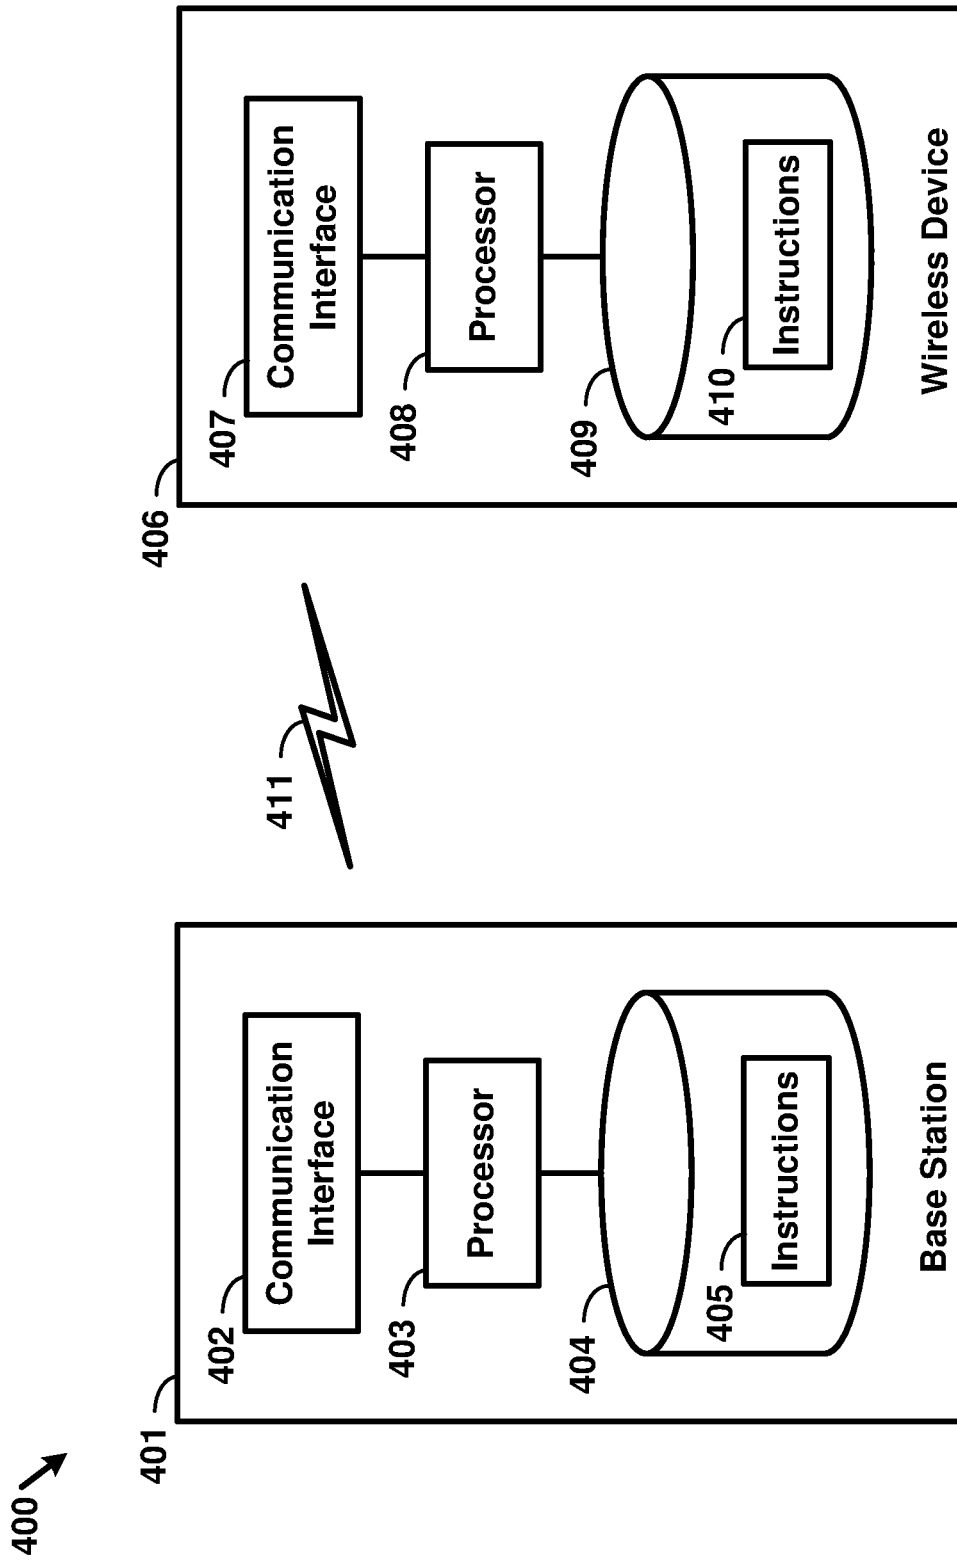 400
401
402
Communication
Interface
403
Processor
404
405
Instructions
Base Station
411
406
407
Communication
Interface
408
Processor
409
410
Instructions
Wireless Device